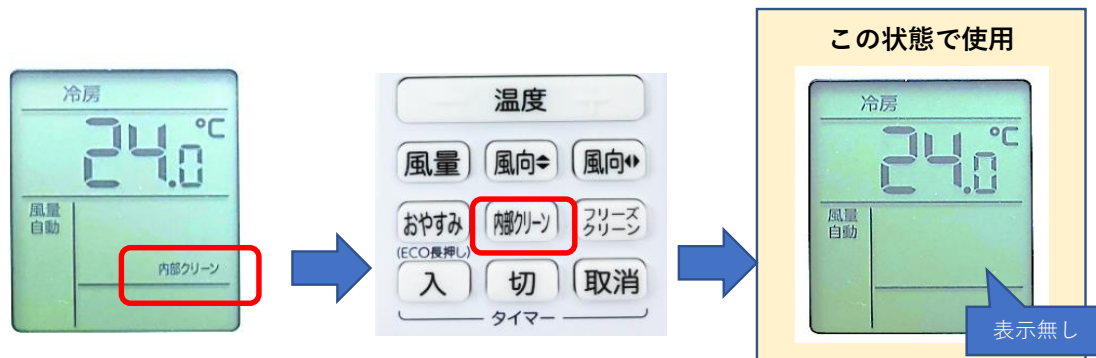 冷房
24.0℃
風量
自動
内部クリーン
温度
風量
風向
風向
おやすみ
内部クリーン
フリーズ
クリーン
(ECO長押し)
入
切
取消
タイマー
この状態で使用
冷房
24.0℃
風量
自動
表示無し